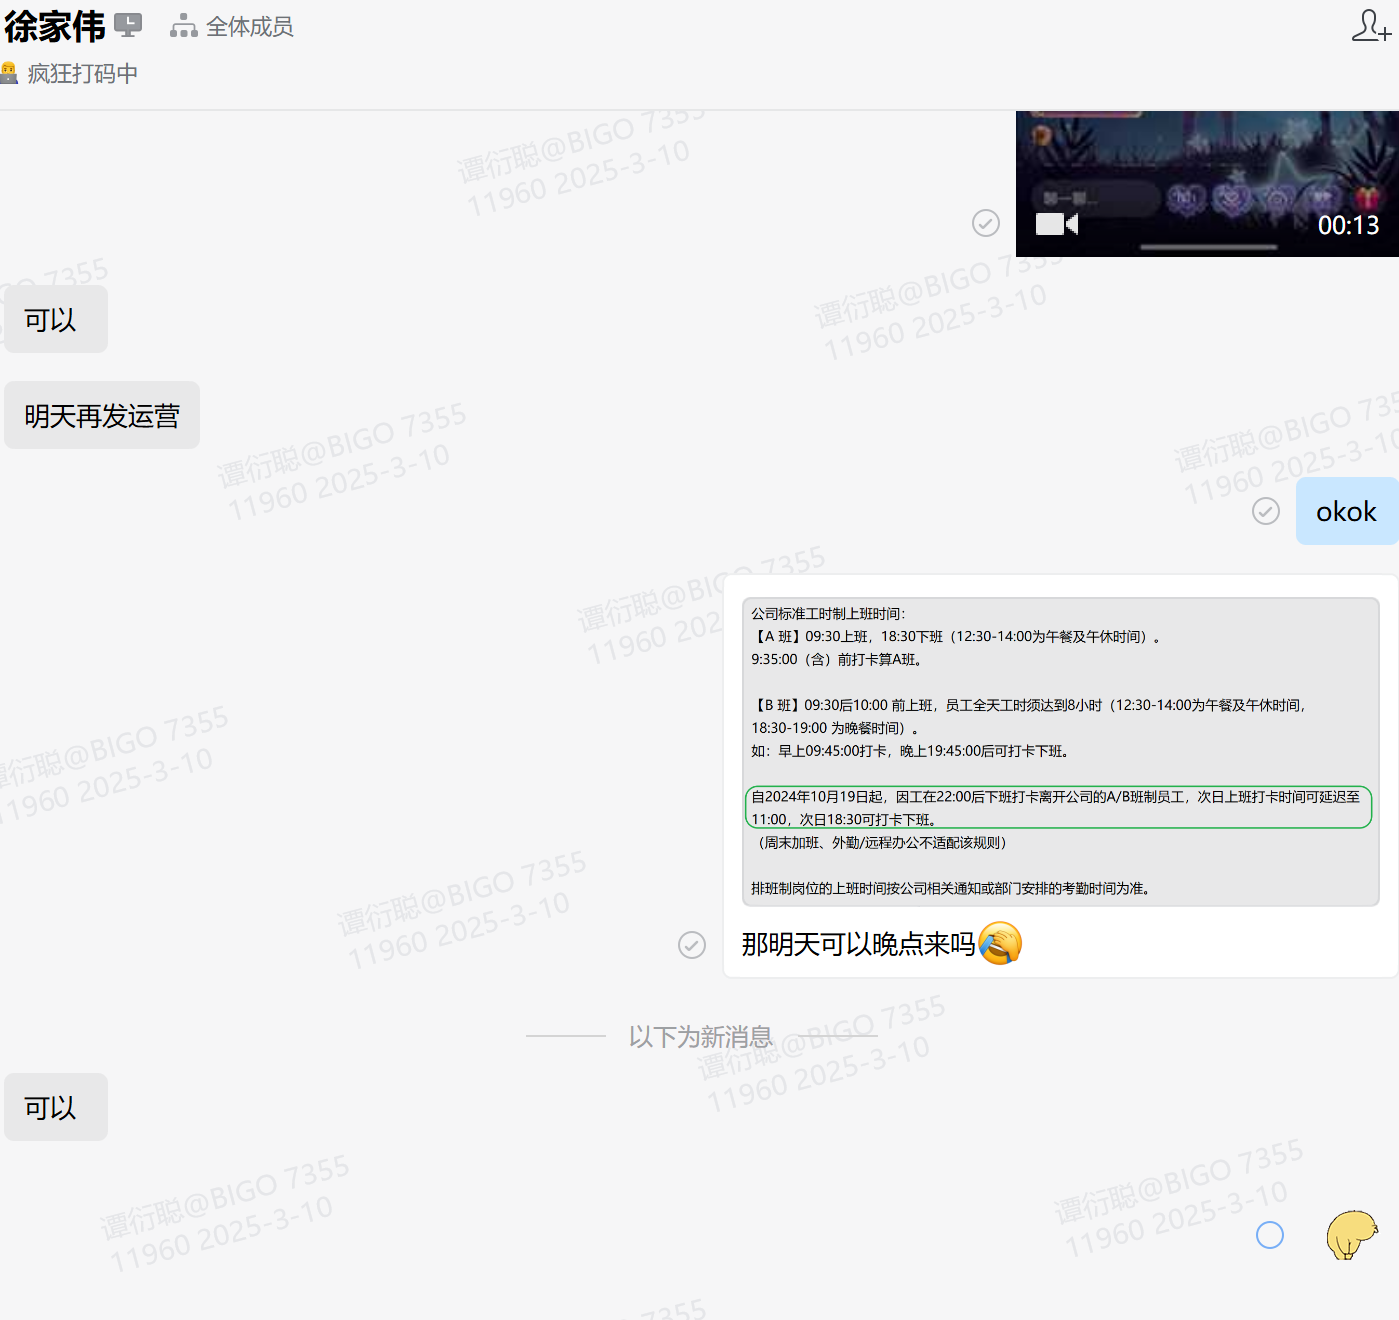 徐家伟
全体成员
疯狂打码中
00:13
可以
明天再发运营
okok
公司标准工时制上班时间：
【A 班】09:30上班，18:30下班（12:30-14:00为午餐及午休时间）。
9:35:00（含）前打卡算A班。
【B 班】09:30后10:00 前上班，员工全天工时须达到8小时（12:30-14:00为午餐及午休时间，
18:30-19:00 为晚餐时间）。
如：早上09:45:00打卡，晚上19:45:00后可打卡下班。
自2024年10月19日起，因工在22:00后下班打卡离开公司的A/B班制员工，次日上班打卡时间可延迟至
11:00，次日18:30可打卡下班。
（周末加班、外勤/远程办公不适配该规则）
排班制岗位的上班时间按公司相关通知或部门安排的考勤时间为准。
那明天可以晚点来吗
以下为新消息
可以
谭衍聪@BIGO 7355
11960 2025-3-10